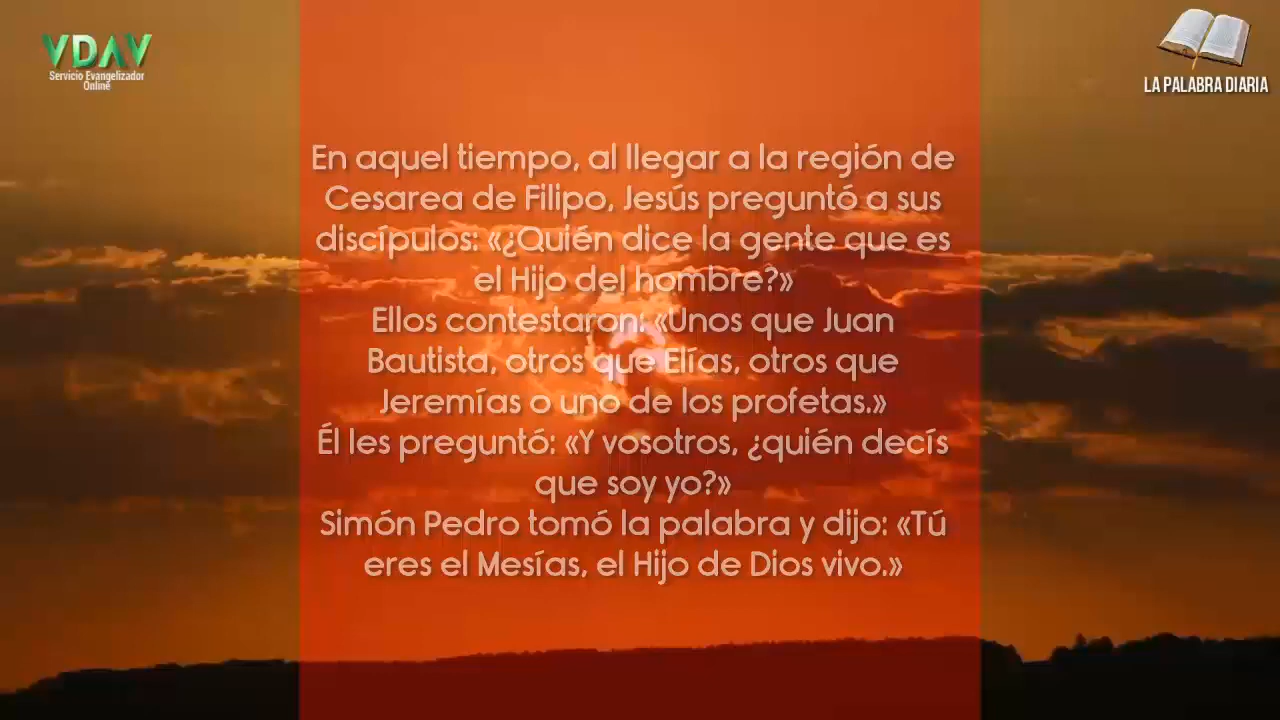 VDAV
Servicio Evangelizador
Online
LA PALABRA DIARIA
En aquel tiempo, al llegar a la región de
Cesarea de Filipo, Jesús preguntó a sus
discípulos: «¿Quién dice la gente que es
el Hijo del hombre?»
Ellos contestaron: «Unos que Juan
Bautista, otros que Elías, otros que
Jeremías o uno de los profetas.»
Él les preguntó: «Y vosotros, ¿quién decís
que soy yo?»
Simón Pedro tomó la palabra y dijo: «Tú
eres el Mesías, el Hijo de Dios vivo.»